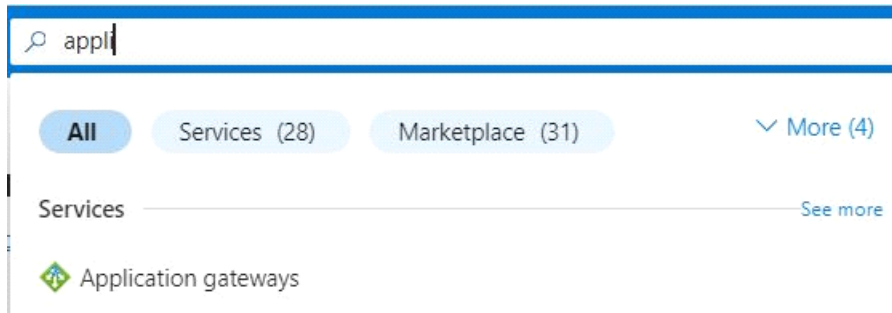 appli
All Services (28) Marketplace (31) More (4)
Services See more
Application gateways